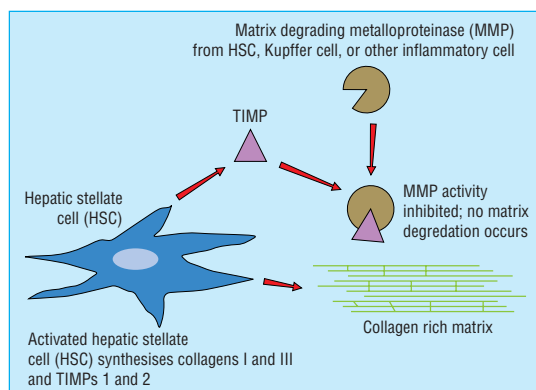 Matrix degrading metalloproteinase (MMP)
from HSC, Kupffer cell, or other inflammatory cell
TIMP
Hepatic stellate
cell (HSC)
MMP activity
inhibited; no matrix
degredation occurs
Collagen rich matrix
Activated hepatic stellate
cell (HSC) synthesises collagens I and III
and TIMPs 1 and 2